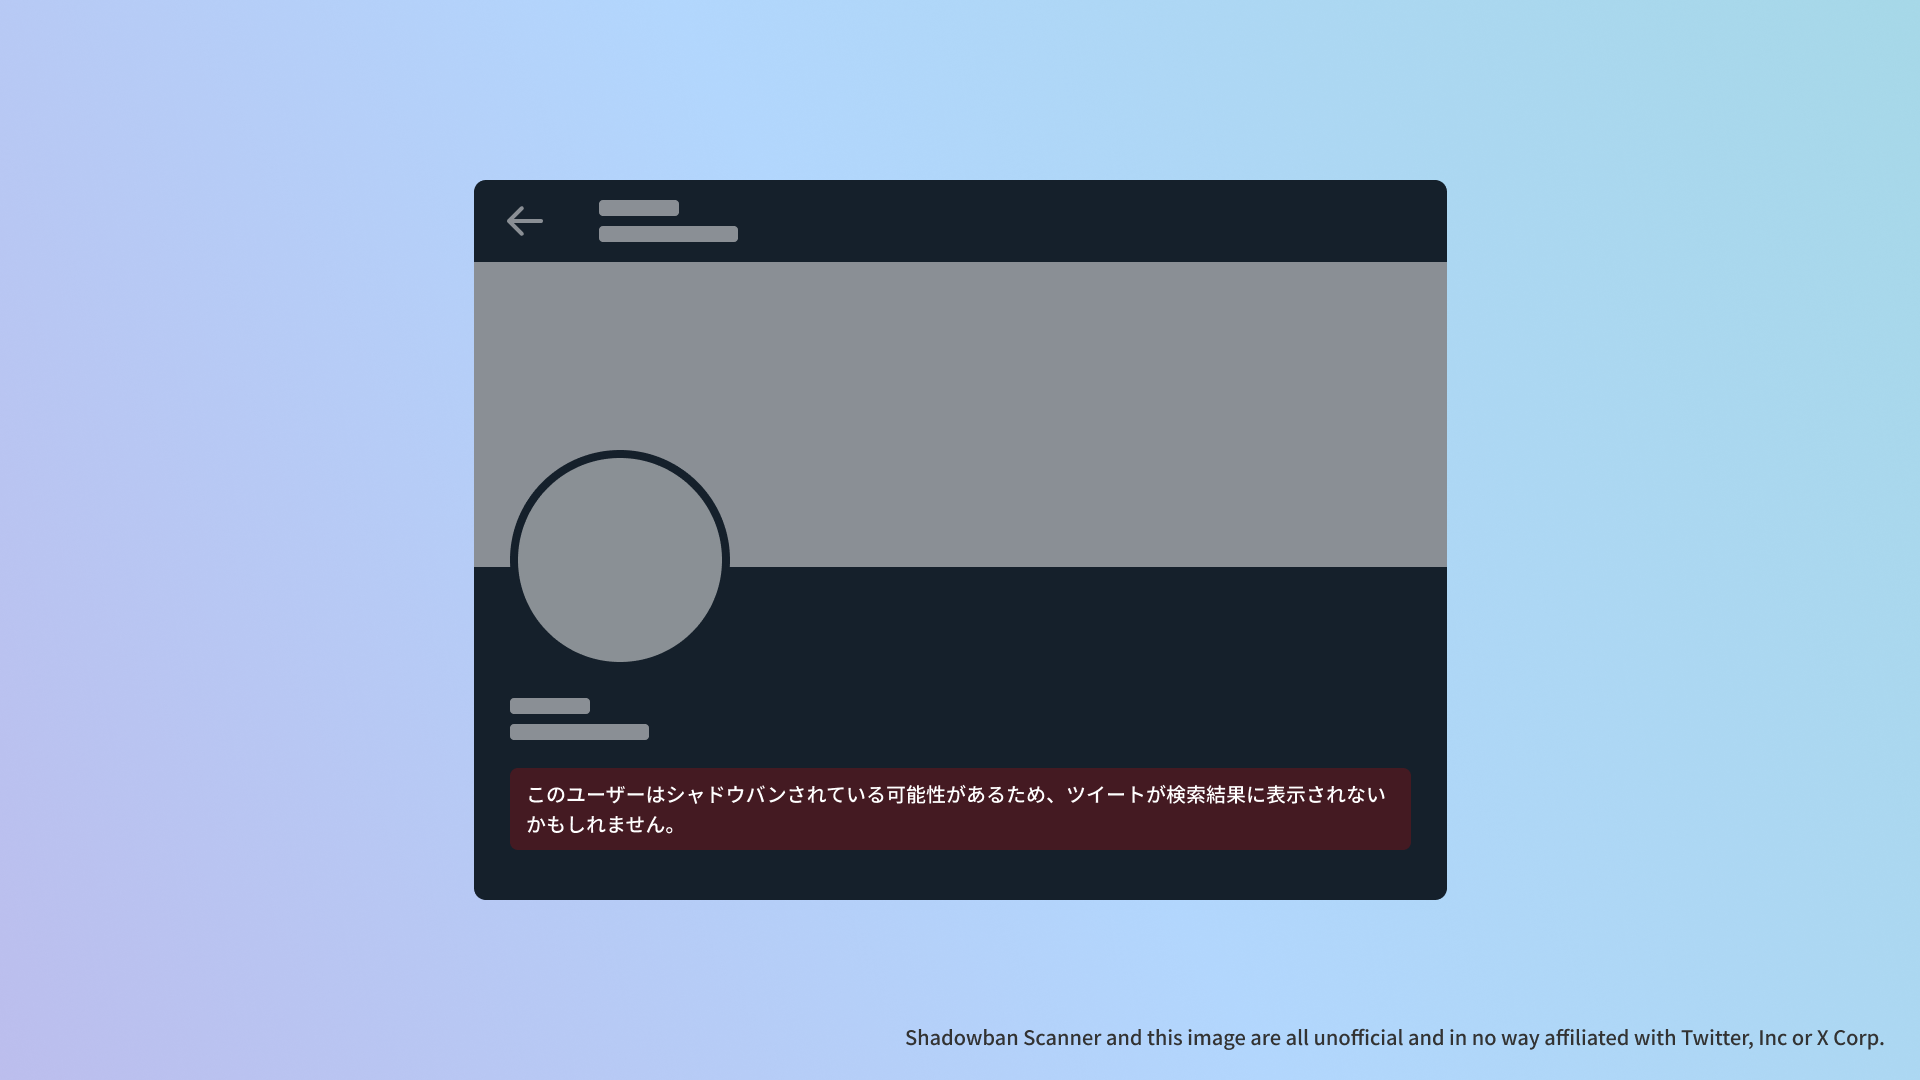 このユーザーはシャドウバンされている可能性があるため、ツイートが検索結果に表示されない
かもしれません。
Shadowban Scanner and this image are all unofficial and in no way affiliated with Twitter, Inc or X Corp.